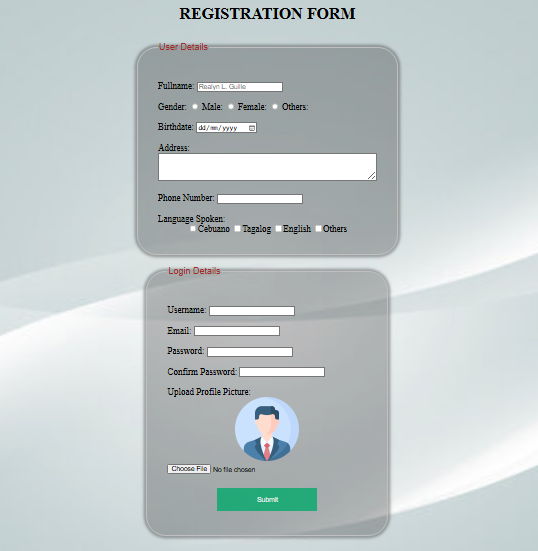 REGISTRATION FORM
User Details
Fullname: Realyn L. Guille
Gender: Male: Female: Others:
Birthdate: dd/mm/yyyy
Address:
Phone Number:
Language Spoken:
Cebuano Tagalog English Others
Login Details
Username:
Email:
Password:
Confirm Password:
Upload Profile Picture:
Choose File No file chosen
Submit